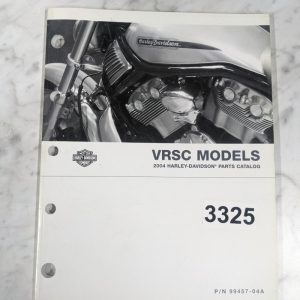 Harley-Davidson
VRSC MODELS
2004 HARLEY-DAVIDSON® PARTS CATALOG
3325
P/N 99457-04A